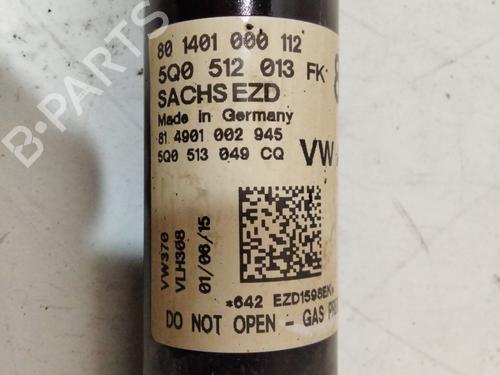 80 1401 000 112
5Q0 512 013 FK
SACHS EZD
Made in Germany
81 4901 002 945
5Q0 513 049 CQ
VW
VW370
VLH308
01/06/15
*642 EZD1598EK
DO NOT OPEN - GAS
B-PARTS